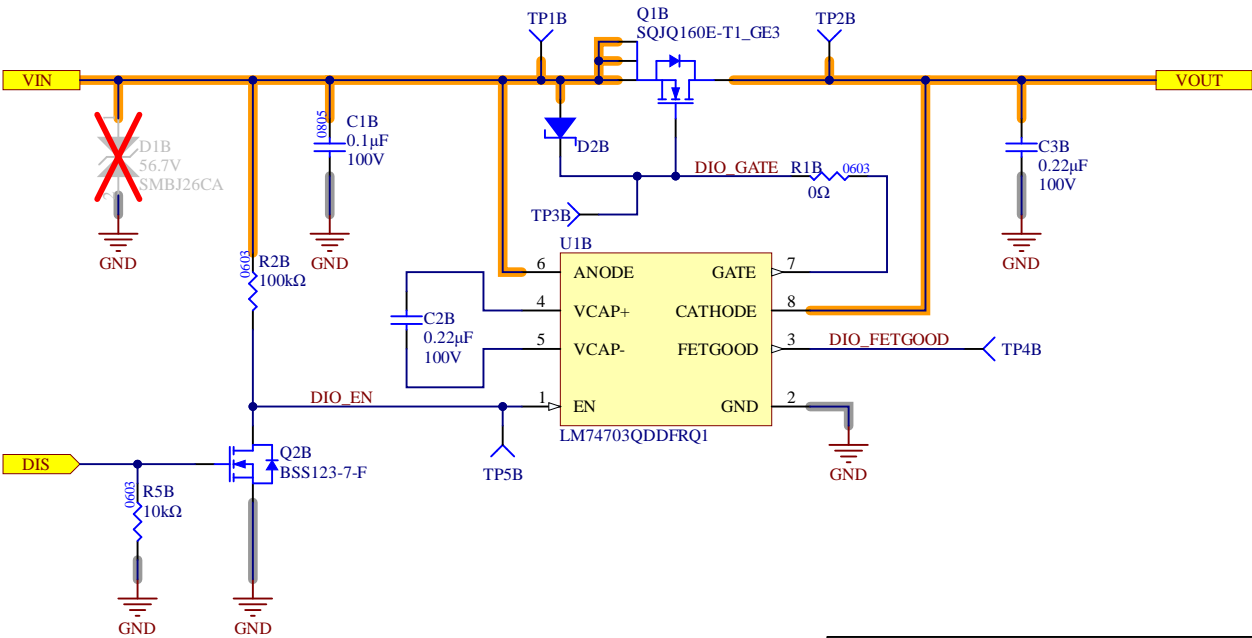 Q1B
TP1B
SQJQ160E-T1_GE3
TP2B
VIN
VOUT
0805
C1B
0.1µF
100V
D1B
56.7V
SMBJ26CA
2
D2B
DIO_GATE
R1B
0603
0Ω
C3B
0.22µF
100V
TP3B
GND
GND
GND
U1B
0603
R2B
100kΩ
6
ANODE
GATE
7
4
VCAP+
CATHODE
8
C2B
0.22µF
100V
5
VCAP-
FETGOOD
3
DIO_FETGOOD
TP4B
DIO_EN
1
EN
GND
2
LM74703QDDFRQ1
GND
TP5B
DIS
Q2B
BSS123-7-F
0603
R5B
10kΩ
GND
GND